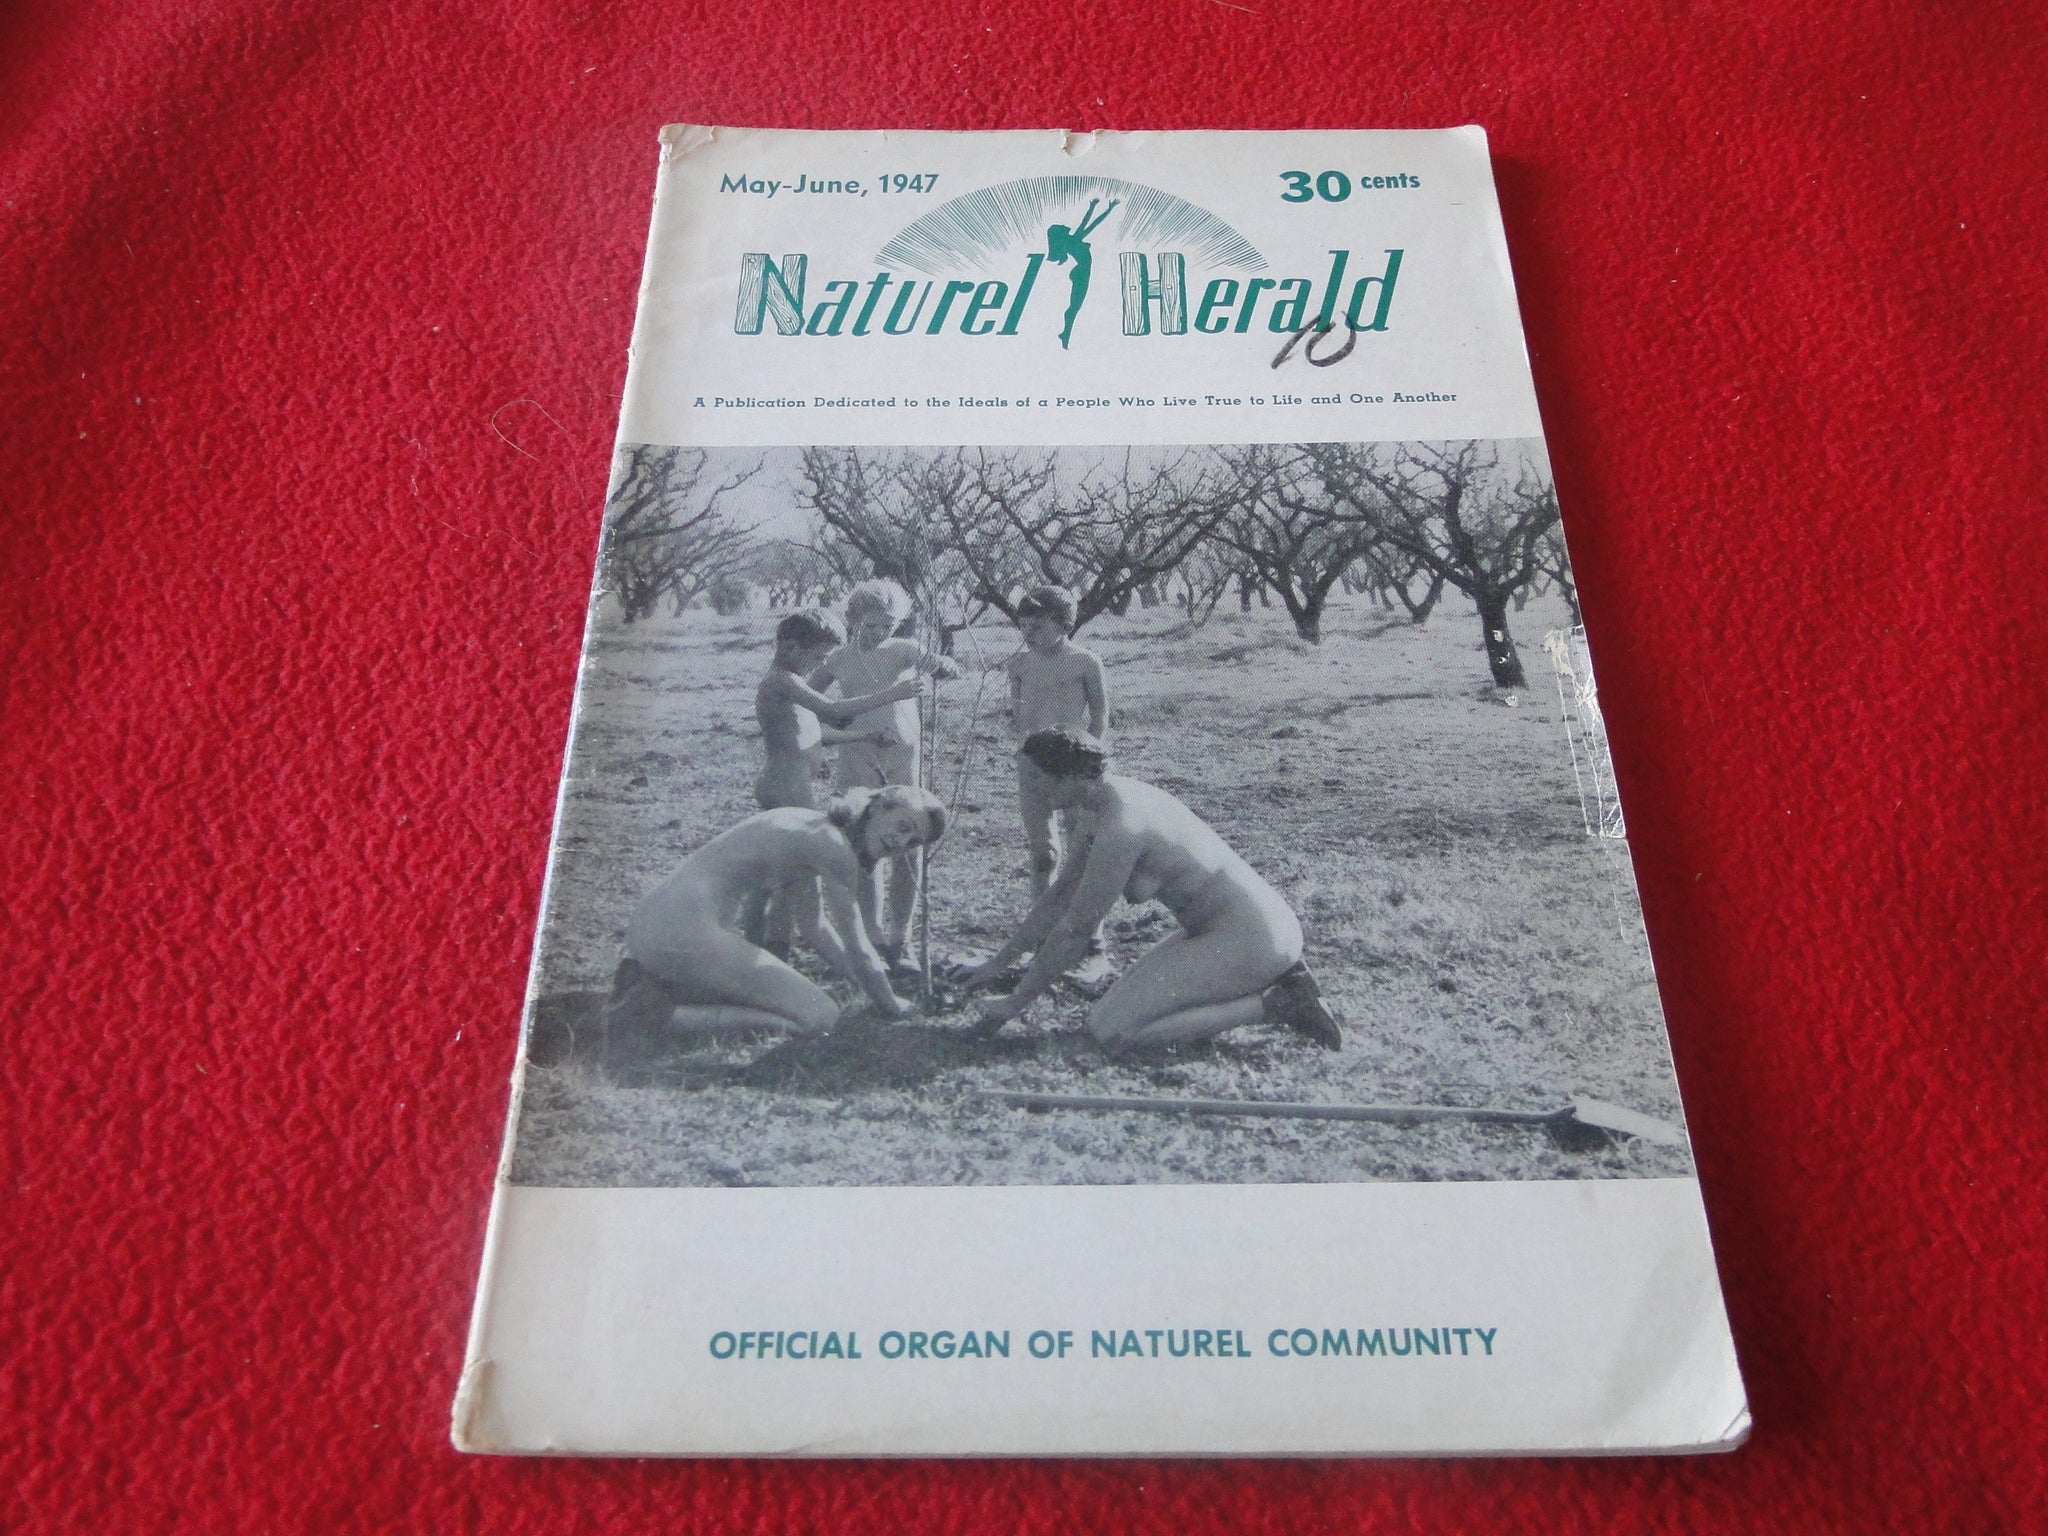 May-June, 1947
30 cents
Naturel Herald
10
A Publication Dedicated to the Ideals of a People Who Live True to Life and One Another
OFFICIAL ORGAN OF NATUREL COMMUNITY